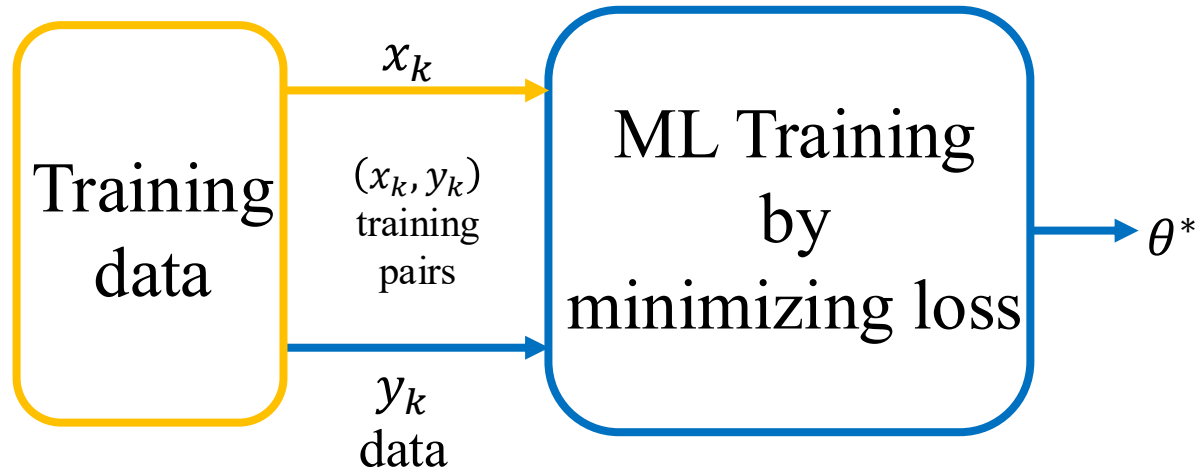 Training
data
x_k
(x_k, y_k)
training
pairs
y_k
data
ML Training
by
minimizing loss
θ*